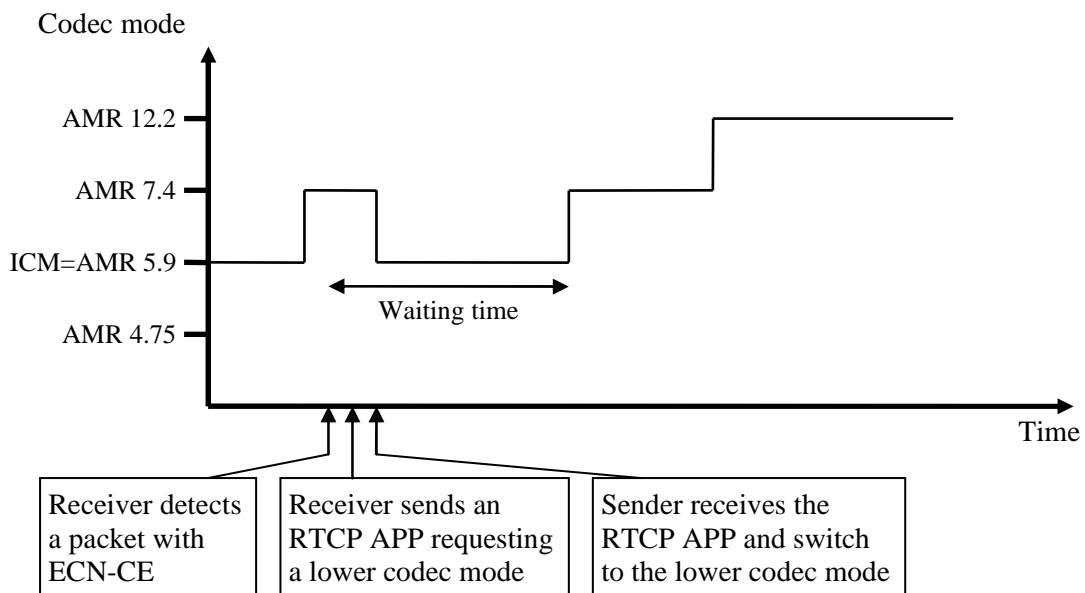 Codec mode
AMR 12.2
AMR 7.4
ICM=AMR 5.9
Waiting time
AMR 4.75
Time
Receiver detects
a packet with
ECN-CE
Receiver sends an
RTCP APP requesting
a lower codec mode
Sender receives the
RTCP APP and switch
to the lower codec mode